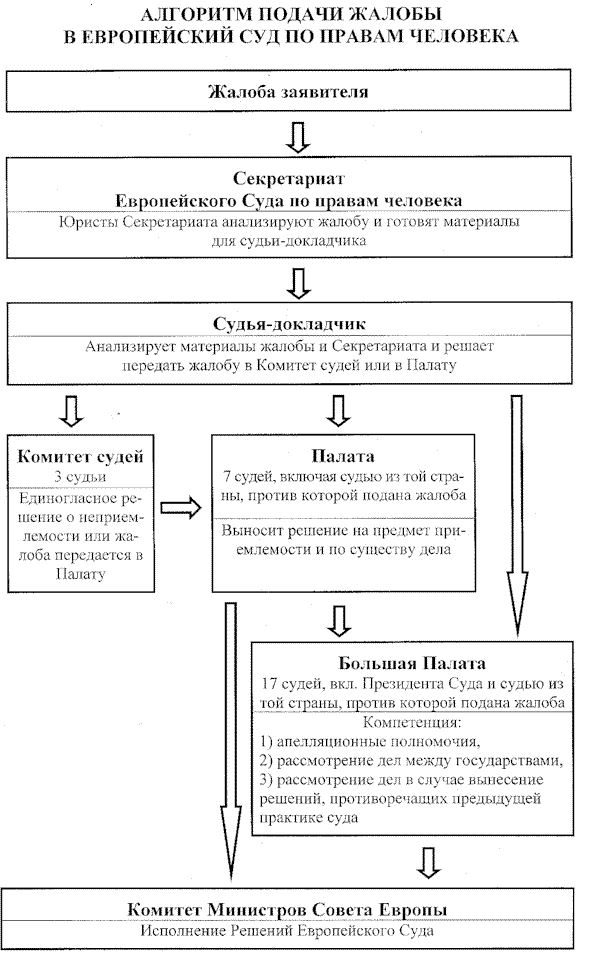 АЛГОРИТМ ПОДАЧИ ЖАЛОБЫ
В ЕВРОПЕЙСКИЙ СУД ПО ПРАВАМ ЧЕЛОВЕКА
Жалоба заявителя
Секретариат
Европейского Суда по правам человека
Юристы Секретариата анализируют жалобу и готовят материалы
для судьи-докладчика
Судья-докладчик
Анализирует материалы жалобы и Секретариата и решает
передать жалобу в Комитет судей или в Палату
Комитет судей
3 судьи
Единогласное ре-
шение о неприем-
лемости или жа-
лоба передается в
Палату
Палата
7 судей, включая судью из той стра-
ны, против которой подана жалоба
Выносит решение на предмет при-
емлемости и по существу дела
Большая Палата
17 судей, вкл. Президента Суда и судью из
той страны, против которой подана жалоба
Компетенция:
1) апелляционные полномочия,
2) рассмотрение дел между государствами,
3) рассмотрение дел в случае вынесение
решений, противоречащих предыдущей
практике суда
Комитет Министров Совета Европы
Исполнение Решений Европейского Суда